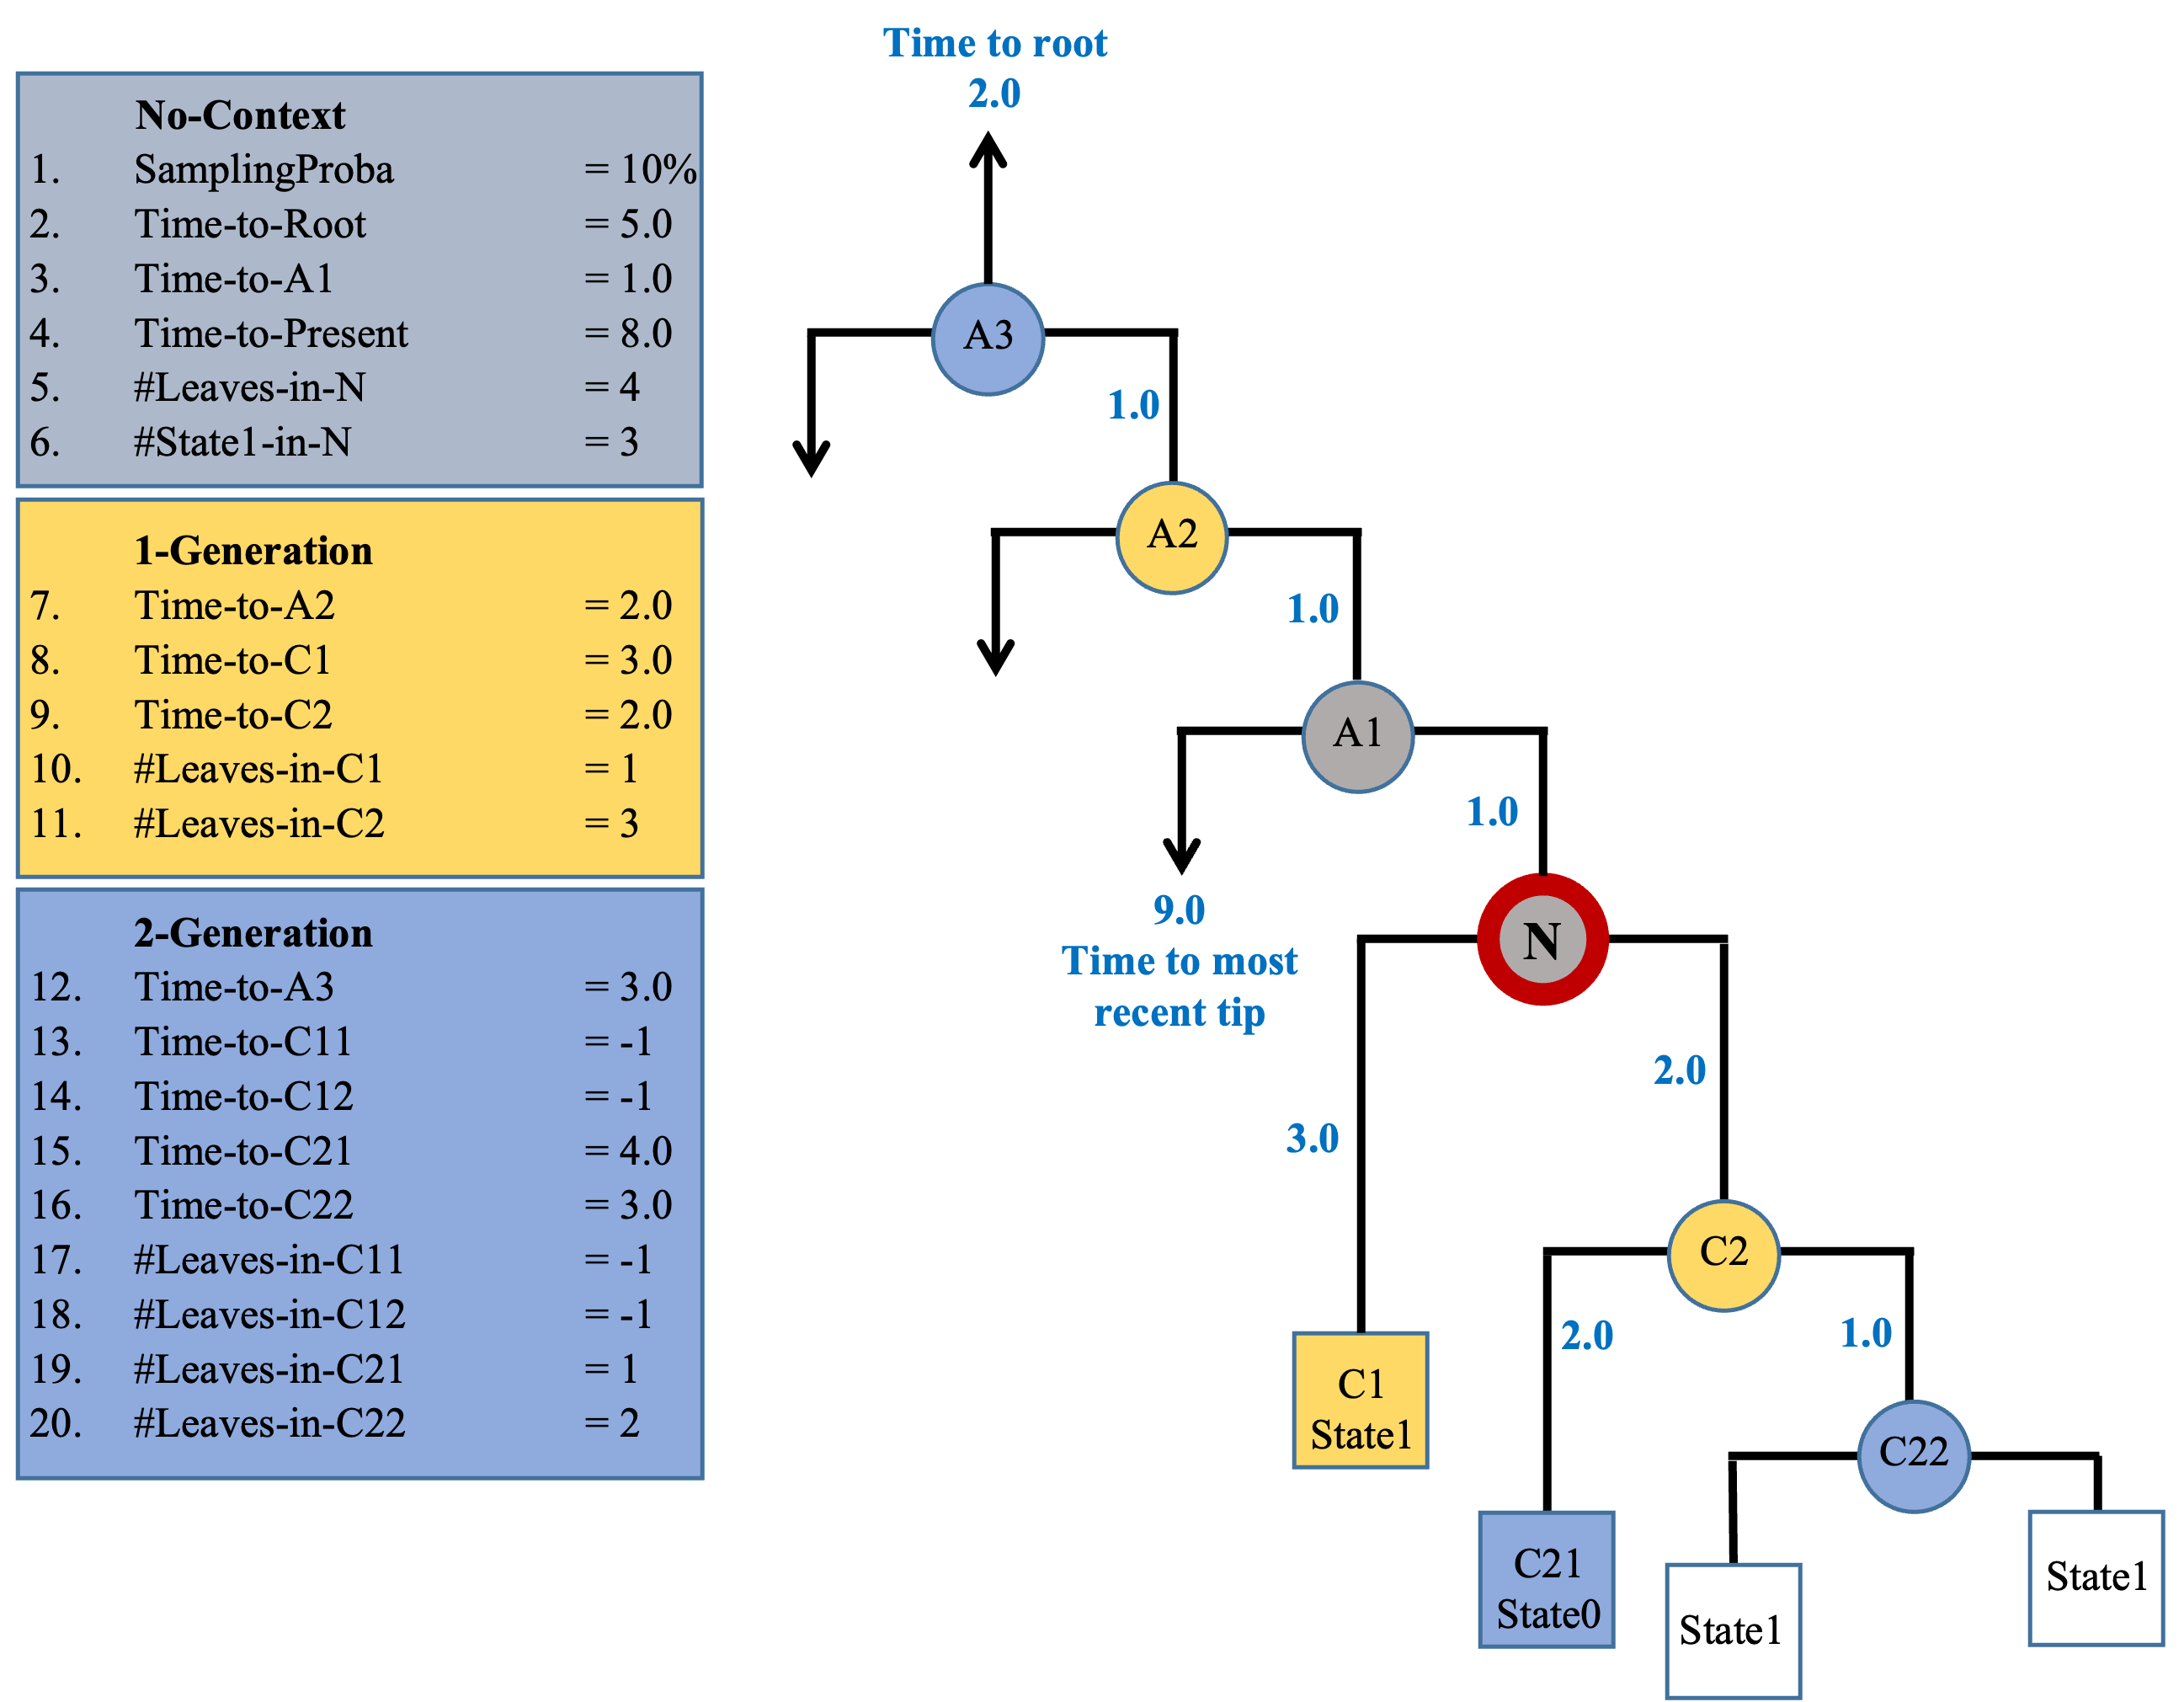 No-Context
1. SamplingProba = 10%
2. Time-to-Root = 5.0
3. Time-to-A1 = 1.0
4. Time-to-Present = 8.0
5. #Leaves-in-N = 4
6. #State1-in-N = 3
1-Generation
7. Time-to-A2 = 2.0
8. Time-to-C1 = 3.0
9. Time-to-C2 = 2.0
10. #Leaves-in-C1 = 1
11. #Leaves-in-C2 = 3
2-Generation
12. Time-to-A3 = 3.0
13. Time-to-C11 = -1
14. Time-to-C12 = -1
15. Time-to-C21 = 4.0
16. Time-to-C22 = 3.0
17. #Leaves-in-C11 = -1
18. #Leaves-in-C12 = -1
19. #Leaves-in-C21 = 1
20. #Leaves-in-C22 = 2
Time to root
2.0
A3
1.0
A2
1.0
A1
1.0
9.0
Time to most
recent tip
N
2.0
3.0
C2
2.0
1.0
C1
State1
C22
C21
State0
State1
State1